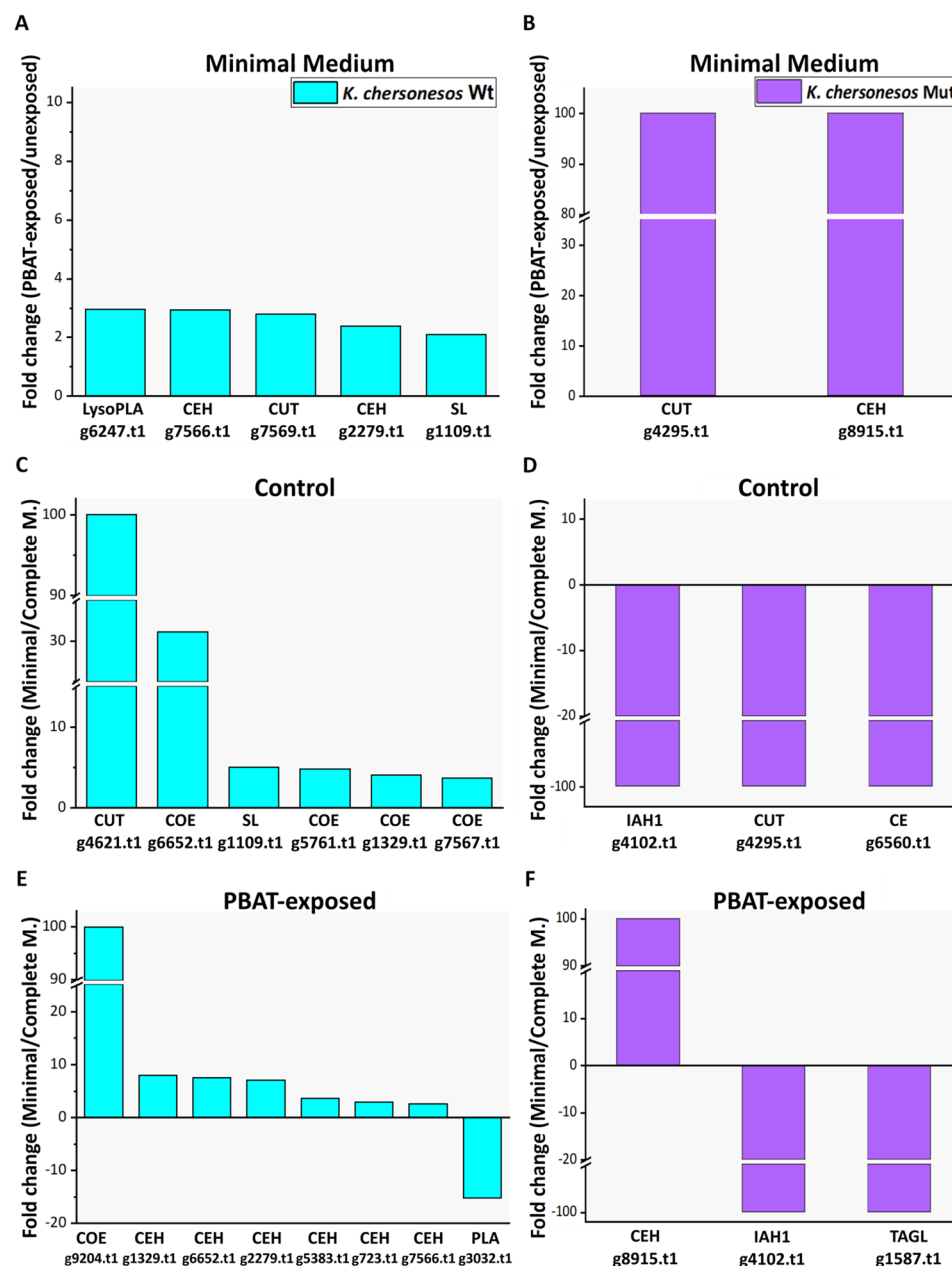 A
Minimal Medium
K. chersonesos Wt
Fold change (PBAT-exposed/unexposed)
10
8
6
4
2
0
LysoPLA CEH CUT CEH SL
g6247.t1 g7566.t1 g7569.t1 g2279.t1 g1109.t1
B
Minimal Medium
K. chersonesos Mut
Fold change (PBAT-exposed/unexposed)
100
90
80
30
20
10
0
CUT CEH
g4295.t1 g8915.t1
C
Control
Fold change (Minimal/Complete M.)
100
90
30
10
0
CUT COE SL COE COE COE
g4621.t1 g6652.t1 g1109.t1 g5761.t1 g1329.t1 g7567.t1
D
Control
Fold change (Minimal/Complete M.)
10
0
-10
-20
-100
IAH1 CUT CE
g4102.t1 g4295.t1 g6560.t1
E
PBAT-exposed
Fold change (Minimal/Complete M.)
100
90
20
10
0
-10
-20
COE CEH CEH CEH CEH CEH CEH PLA
g9204.t1 g1329.t1 g6652.t1 g2279.t1 g5383.t1 g723.t1 g7566.t1 g3032.t1
F
PBAT-exposed
Fold change (Minimal/Complete M.)
100
90
10
0
-10
-20
-100
CEH IAH1 TAGL
g8915.t1 g4102.t1 g1587.t1